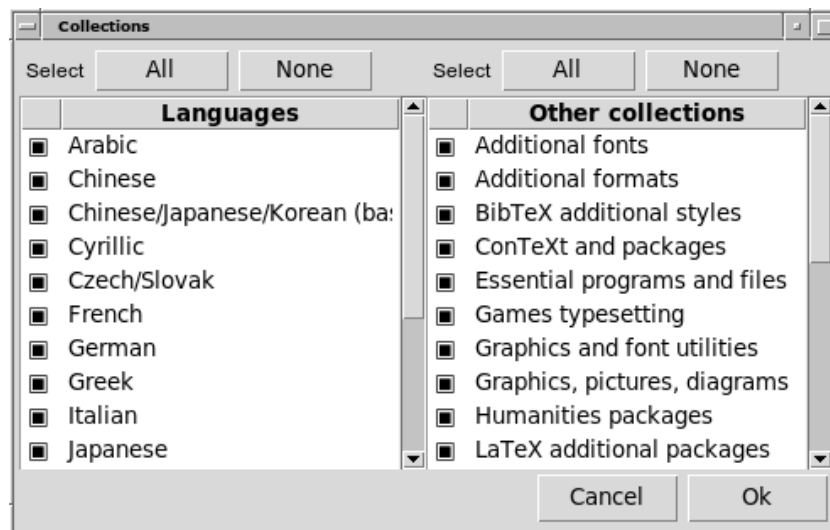 Collections
Select All None
Select All None
Languages
Arabic
Chinese
Chinese/Japanese/Korean (ba
Cyrillic
Czech/Slovak
French
German
Greek
Italian
Japanese
Other collections
Additional fonts
Additional formats
BibTeX additional styles
ConTeXt and packages
Essential programs and files
Games typesetting
Graphics and font utilities
Graphics, pictures, diagrams
Humanities packages
LaTeX additional packages
Cancel Ok